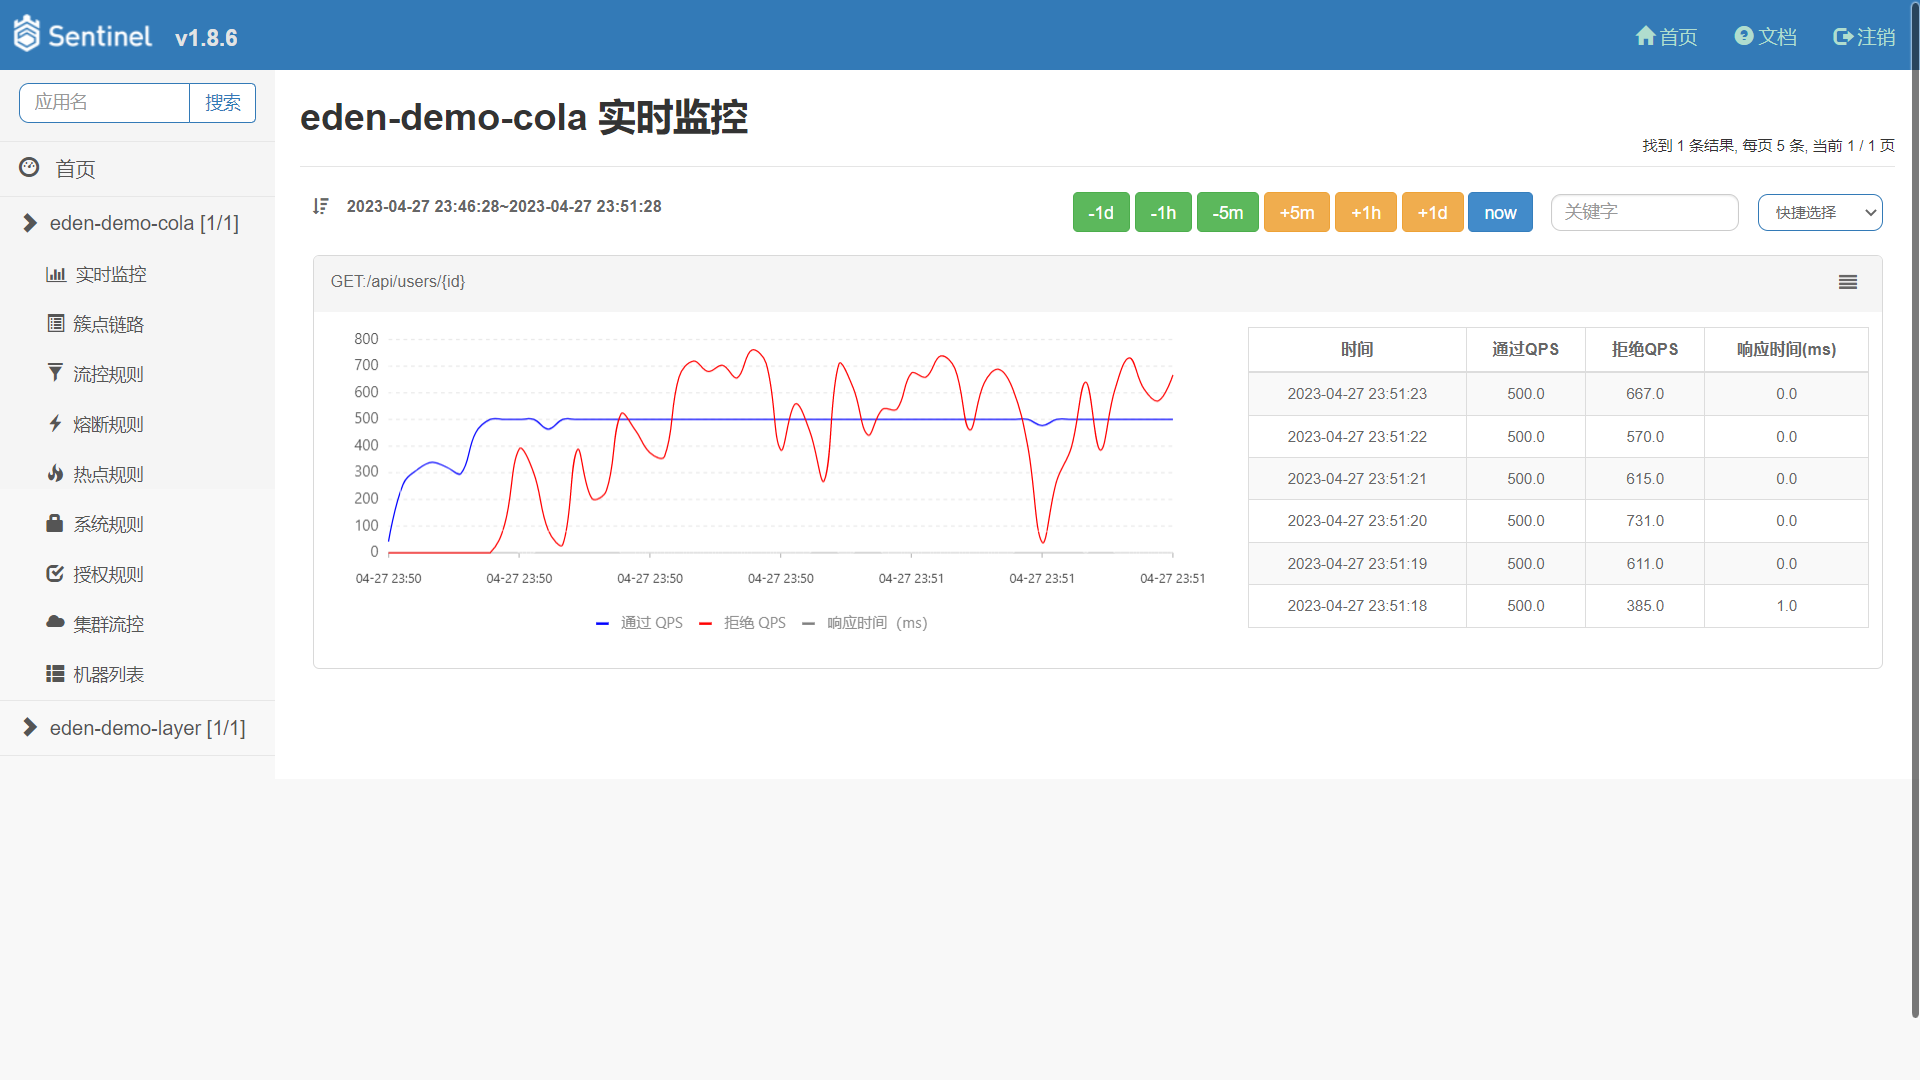 Sentinel v1.8.6
首页 文档 注销
应用名 搜索
首页
eden-demo-cola [1/1]
实时监控
簇点链路
流控规则
熔断规则
热点规则
系统规则
授权规则
集群流控
机器列表
eden-demo-layer [1/1]
eden-demo-cola 实时监控
找到 1 条结果, 每页 5 条, 当前 1 / 1 页
2023-04-27 23:46:28~2023-04-27 23:51:28
-1d -1h -5m +5m +1h +1d now 关键字 快捷选择
GET:/api/users/{id}
800
700
600
500
400
300
200
100
0
04-27 23:50 04-27 23:50 04-27 23:50 04-27 23:50 04-27 23:51 04-27 23:51 04-27 23:51
通过 QPS 拒绝 QPS 响应时间（ms）
时间 通过QPS 拒绝QPS 响应时间(ms)
2023-04-27 23:51:23 500.0 667.0 0.0
2023-04-27 23:51:22 500.0 570.0 0.0
2023-04-27 23:51:21 500.0 615.0 0.0
2023-04-27 23:51:20 500.0 731.0 0.0
2023-04-27 23:51:19 500.0 611.0 0.0
2023-04-27 23:51:18 500.0 385.0 1.0